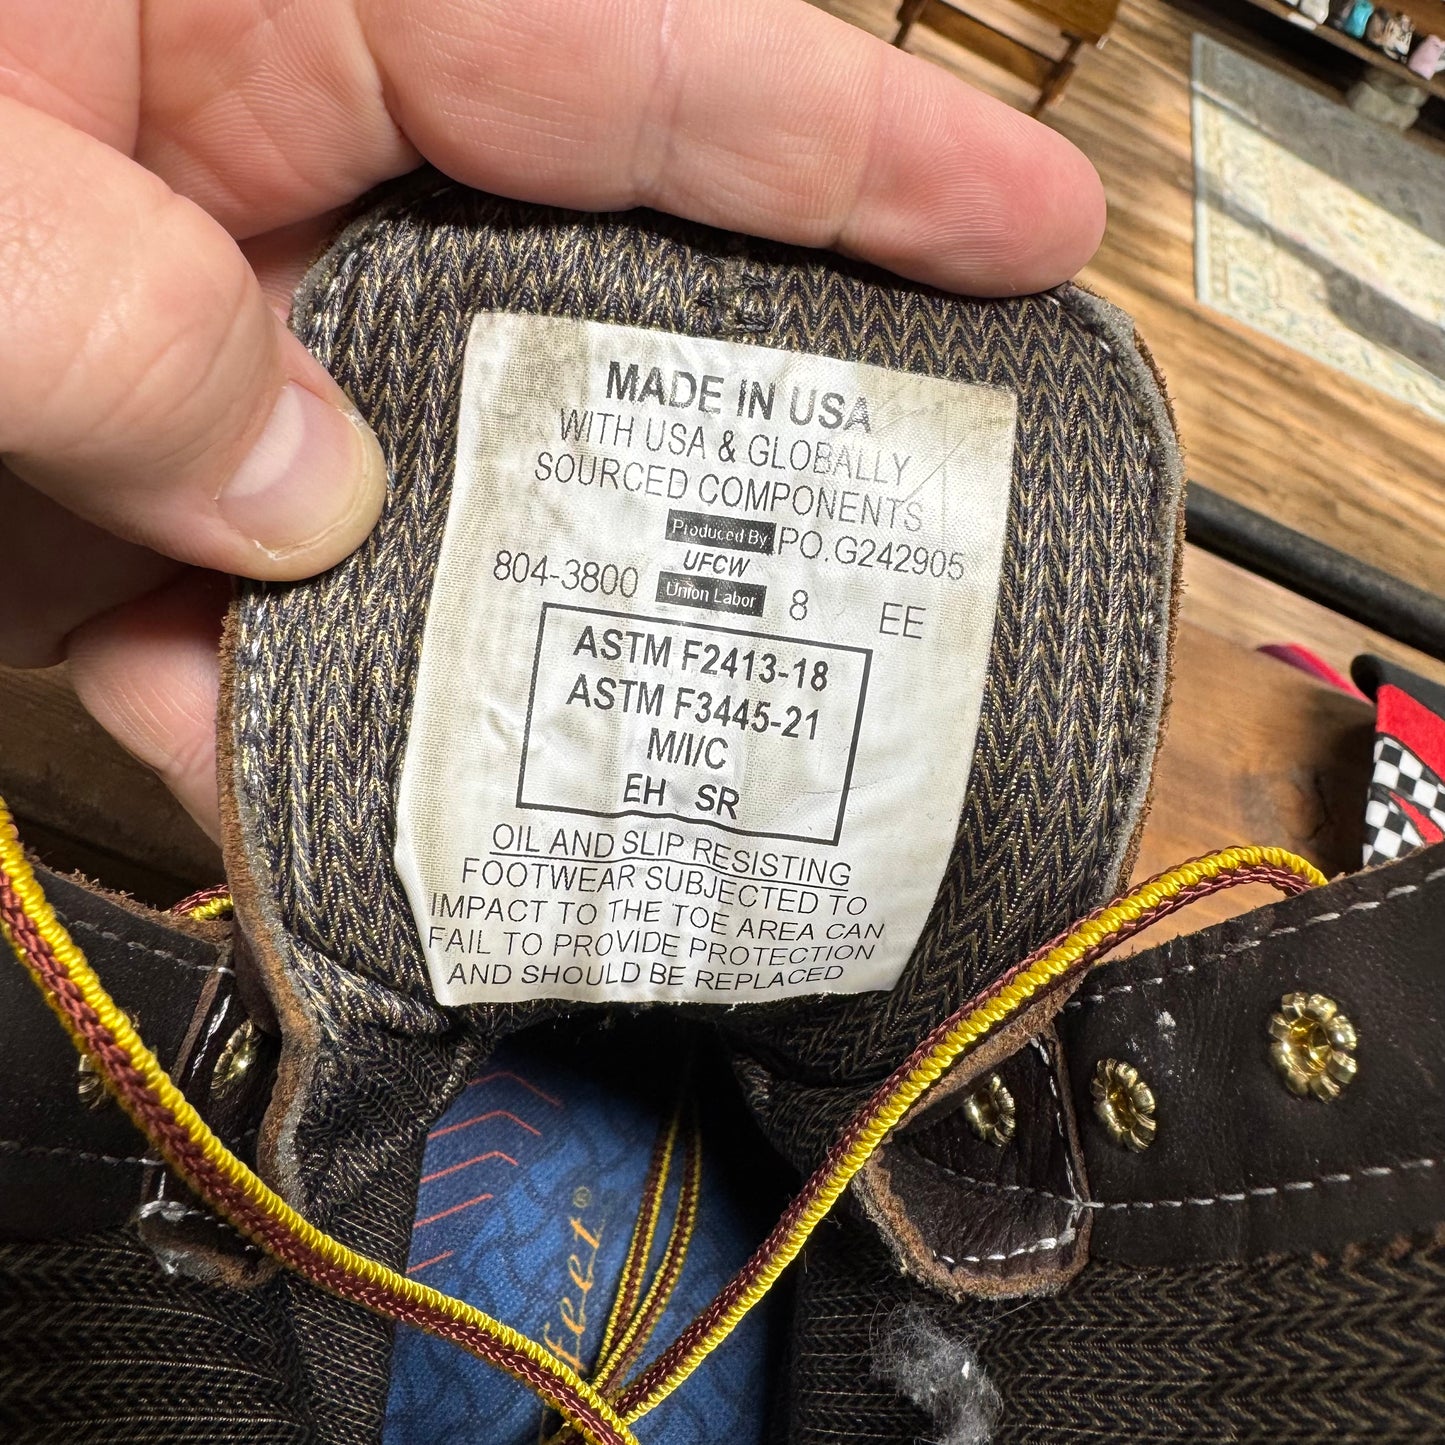 MADE IN USA
WITH USA & GLOBALLY
SOURCED COMPONENTS
Produced By PO.G242905
804-3800 UFCW
Union Labor 8 EE
ASTM F2413-18
ASTM F3445-21
M/I/C
EH SR
OIL AND SLIP RESISTING
FOOTWEAR SUBJECTED TO
IMPACT TO THE TOE AREA CAN
FAIL TO PROVIDE PROTECTION
AND SHOULD BE REPLACED
feet®